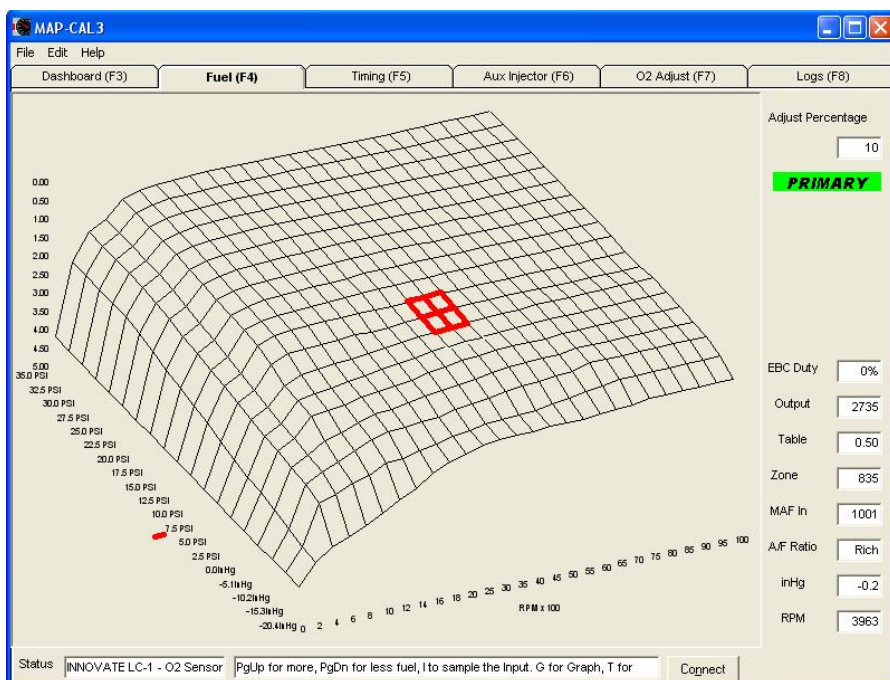 MAP-CAL3
File Edit Help
Dashboard (F3) Fuel (F4) Timing (F5) Aux Injector (F6) O2 Adjust (F7) Logs (F8)
Adjust Percentage
10
PRIMARY
0.00
0.50
1.00
1.50
2.00
2.50
3.00
3.50
4.00
4.50
5.00
35.0 PSI
32.5 PSI
30.0 PSI
27.5 PSI
25.0 PSI
22.5 PSI
20.0 PSI
17.5 PSI
15.0 PSI
12.5 PSI
10.0 PSI
7.5 PSI
5.0 PSI
2.5 PSI
0.0InHg
-5.1InHg
-10.2InHg
-15.3InHg
-20.4InHg
0 2 4 6 8 10 12 14 16 18 20 25 30 35 40 45 50 55 60 65 70 75 80 85 90 95 100
RPM x 100
EBC Duty 0%
Output 2735
Table 0.50
Zone 835
MAF In 1001
A/F Ratio Rich
inHg -0.2
RPM 3963
Status INNOVATE LC-1 - O2 Sensor PgUp for more, PgDn for less fuel, I to sample the Input. G for Graph, T for Connect